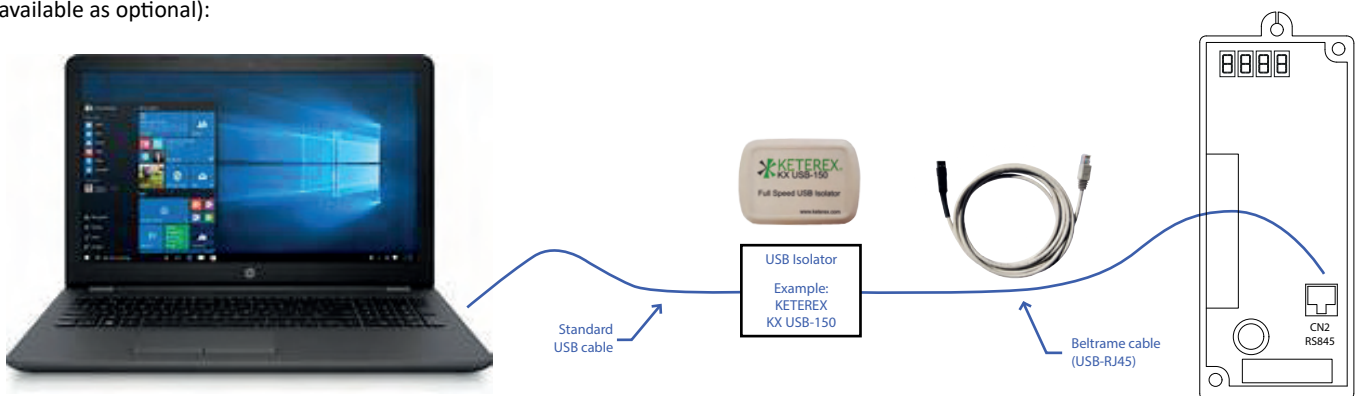 available as optional):
KETEREX
KX USB-150
Full Speed USB Isolator
www.keterex.com
USB Isolator
Example:
KETEREX
KX USB-150
Standard
USB cable
Beltrame cable
(USB-RJ45)
8888
CN2
RS845